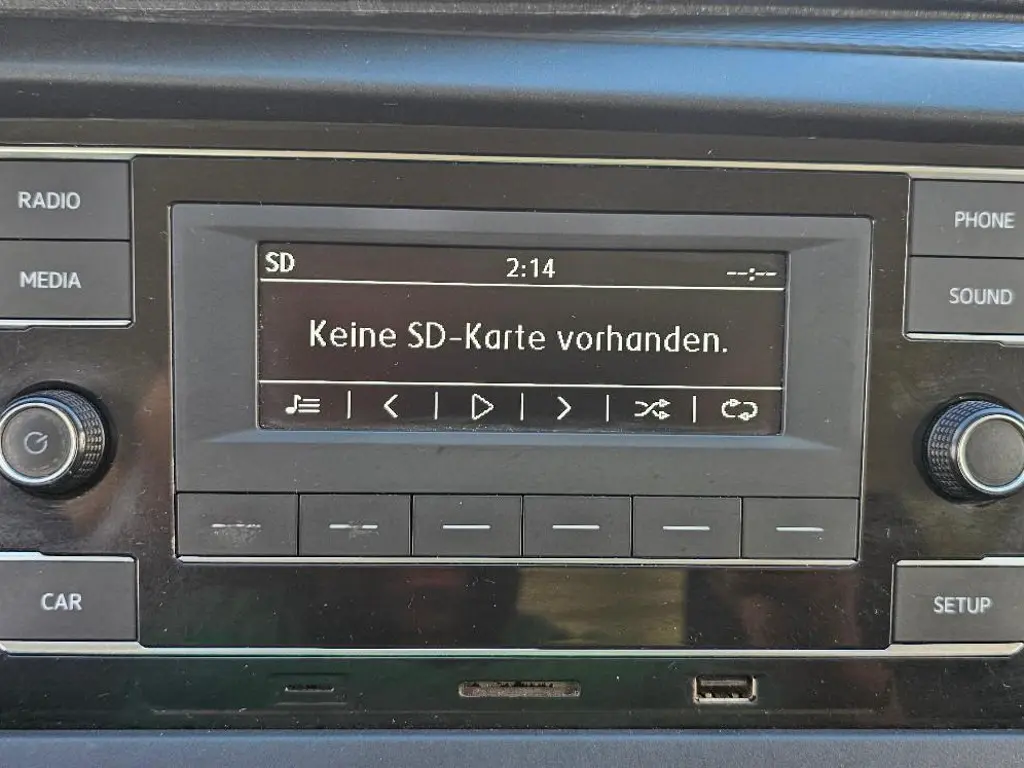 RADIO
PHONE
MEDIA
SOUND
SD 2:14 --:--
Keine SD-Karte vorhanden.
CAR
SETUP